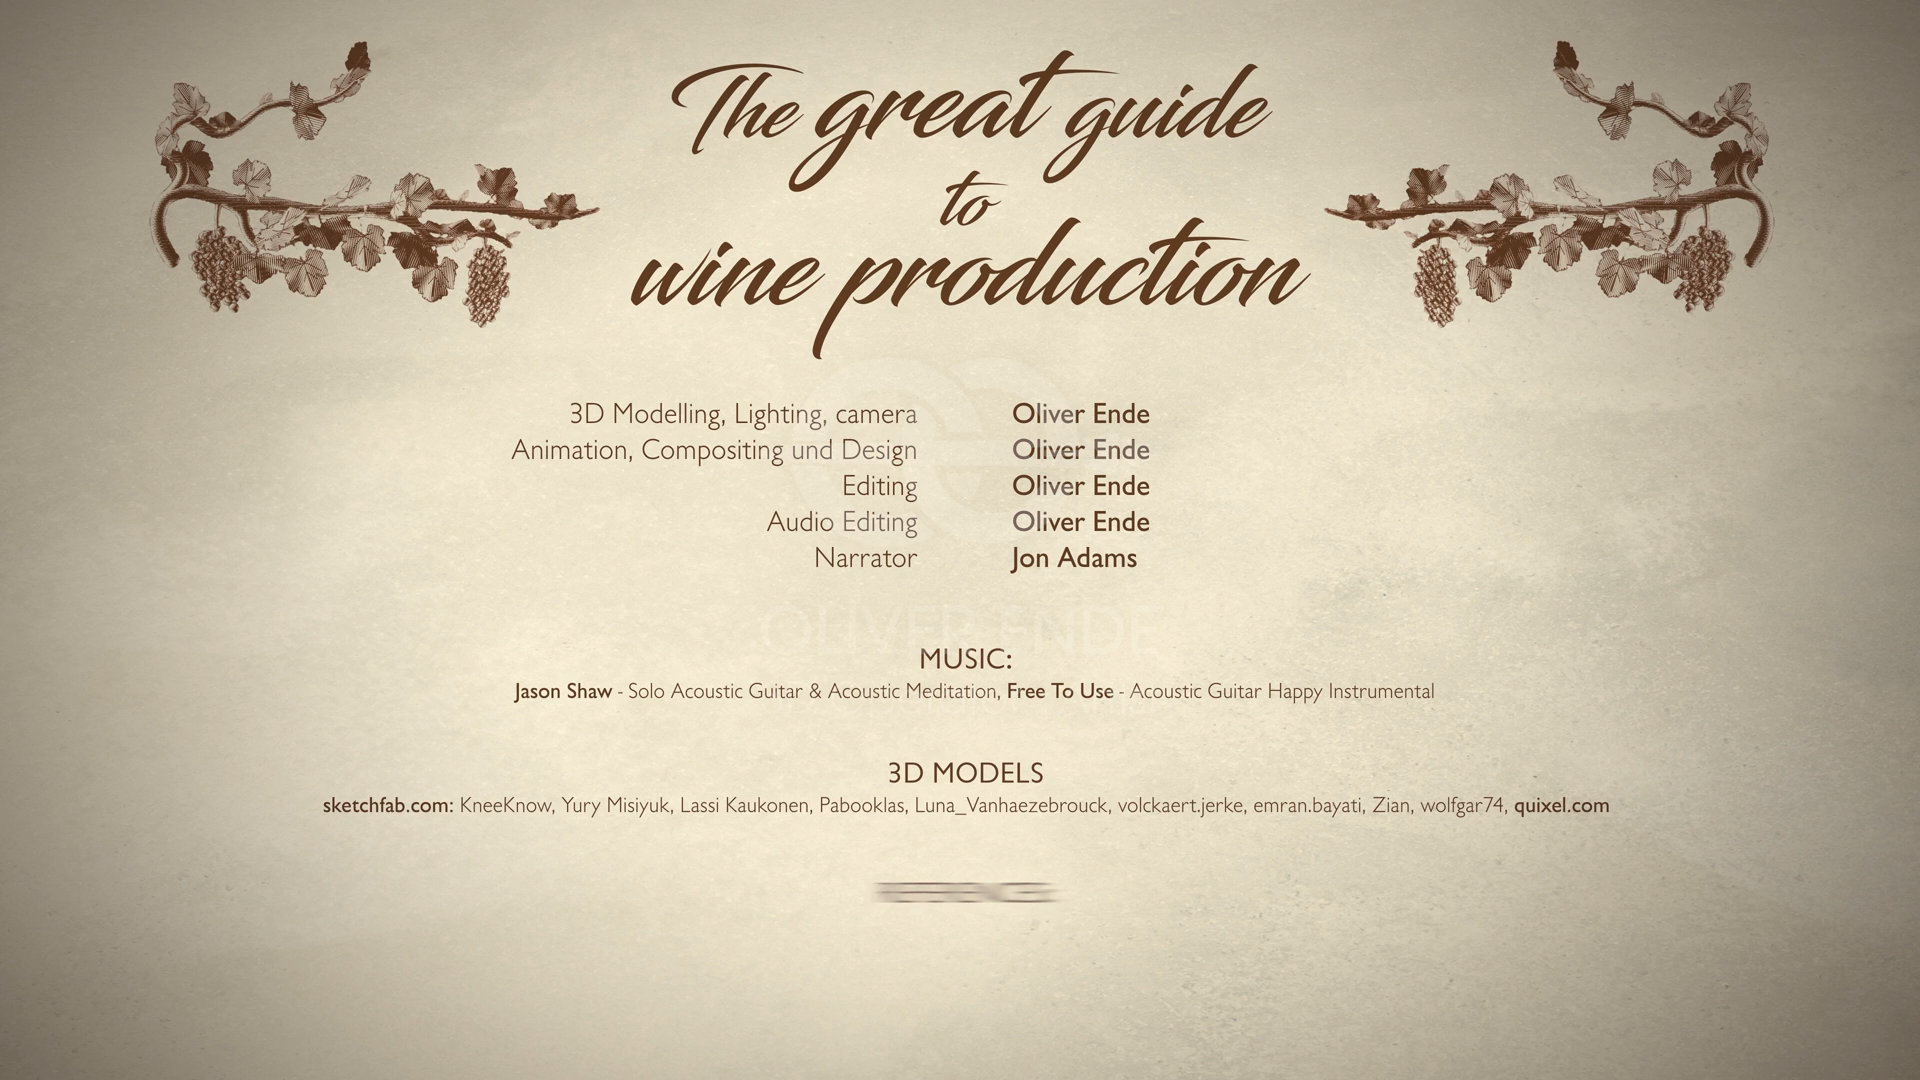 The great guide
to
wine production
3D Modelling, Lighting, camera Oliver Ende
Animation, Compositing und Design Oliver Ende
Editing Oliver Ende
Audio Editing Oliver Ende
Narrator Jon Adams
OLIVER ENDE
MUSIC:
Jason Shaw - Solo Acoustic Guitar & Acoustic Meditation, Free To Use - Acoustic Guitar Happy Instrumental
3D MODELS
sketchfab.com: KneeKnow, Yury Misiyuk, Lassi Kaukonen, Pabooklas, Luna_Vanhaezebrouck, volckaert.jerke, emran.bayati, Zian, wolfgar74, quixel.com